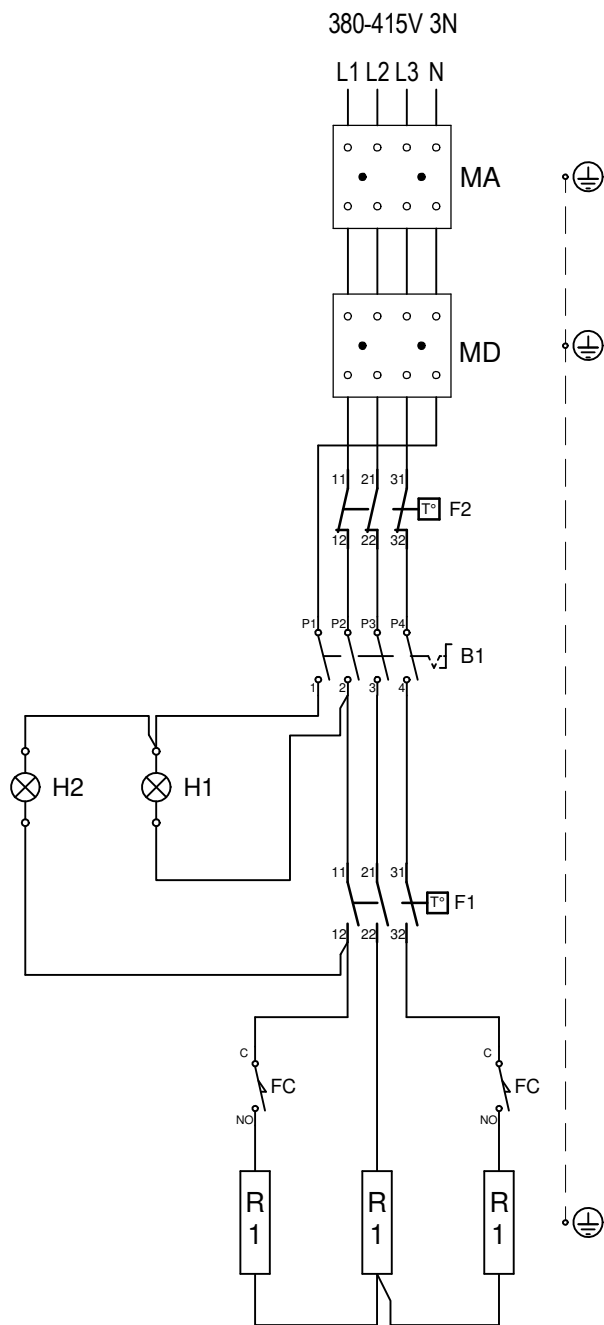 380-415V 3N
L1 L2 L3 N
MA
MD
11 21 31
T° F2
12 22 32
P1 P2 P3 P4
B1
1 2 3 4
H2 H1
11 21 31
T° F1
12 22 32
C C
FC FC
NO NO
R R R
1 1 1